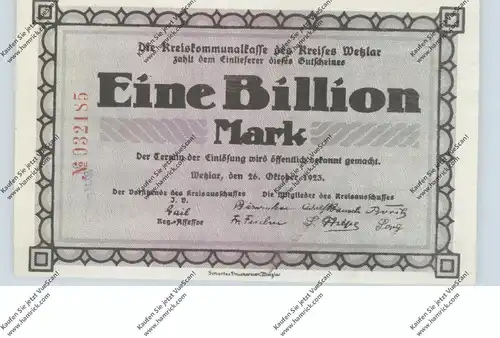 Die Kreiskommunalkasse des Kreises Wetzlar
zahlt dem Einlieferer dieses Gutscheines
Eine Billion
Mark
Der Termin der Einlösung wird öffentlich bekannt gemacht.
Wetzlar, den 26. Oktober 1923.
Der Vorsitzende des Kreisausschusses Die Mitglieder des Kreisausschusses
J. V.
Reg.-Assessor
№ 032185
Kaufen Sie jetzt VueScan!
www.hamrick.com